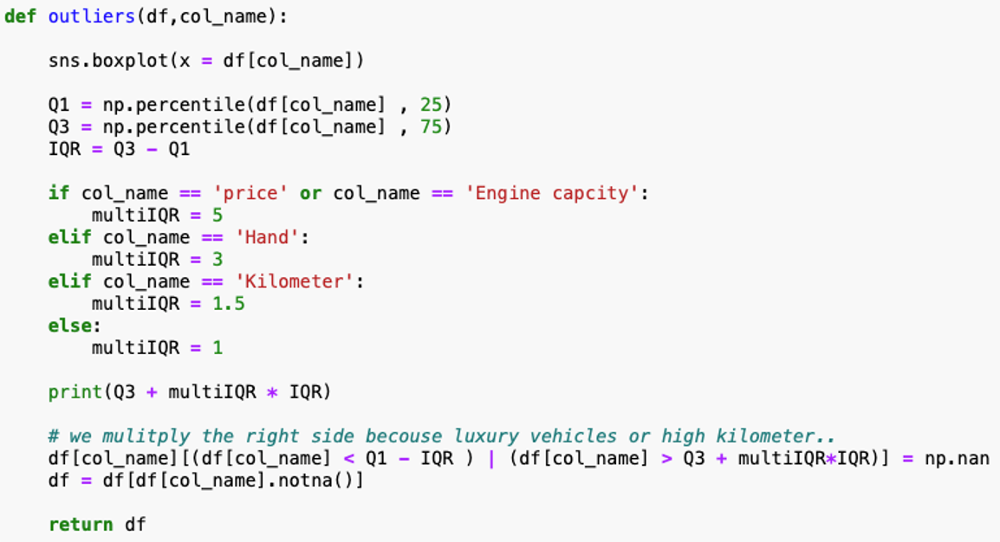 def outliers(df,col_name):
    sns.boxplot(x = df[col_name])
    Q1 = np.percentile(df[col_name] , 25)
    Q3 = np.percentile(df[col_name] , 75)
    IQR = Q3 - Q1
    if col_name == 'price' or col_name == 'Engine capcity':
        multiIQR = 5
    elif col_name == 'Hand':
        multiIQR = 3
    elif col_name == 'Kilometer':
        multiIQR = 1.5
    else:
        multiIQR = 1
    print(Q3 + multiIQR * IQR)
    # we mulitply the right side becouse luxury vehicles or high kilometer..
    df[col_name][(df[col_name] < Q1 - IQR ) | (df[col_name] > Q3 + multiIQR*IQR)] = np.nan
    df = df[df[col_name].notna()]
    return df